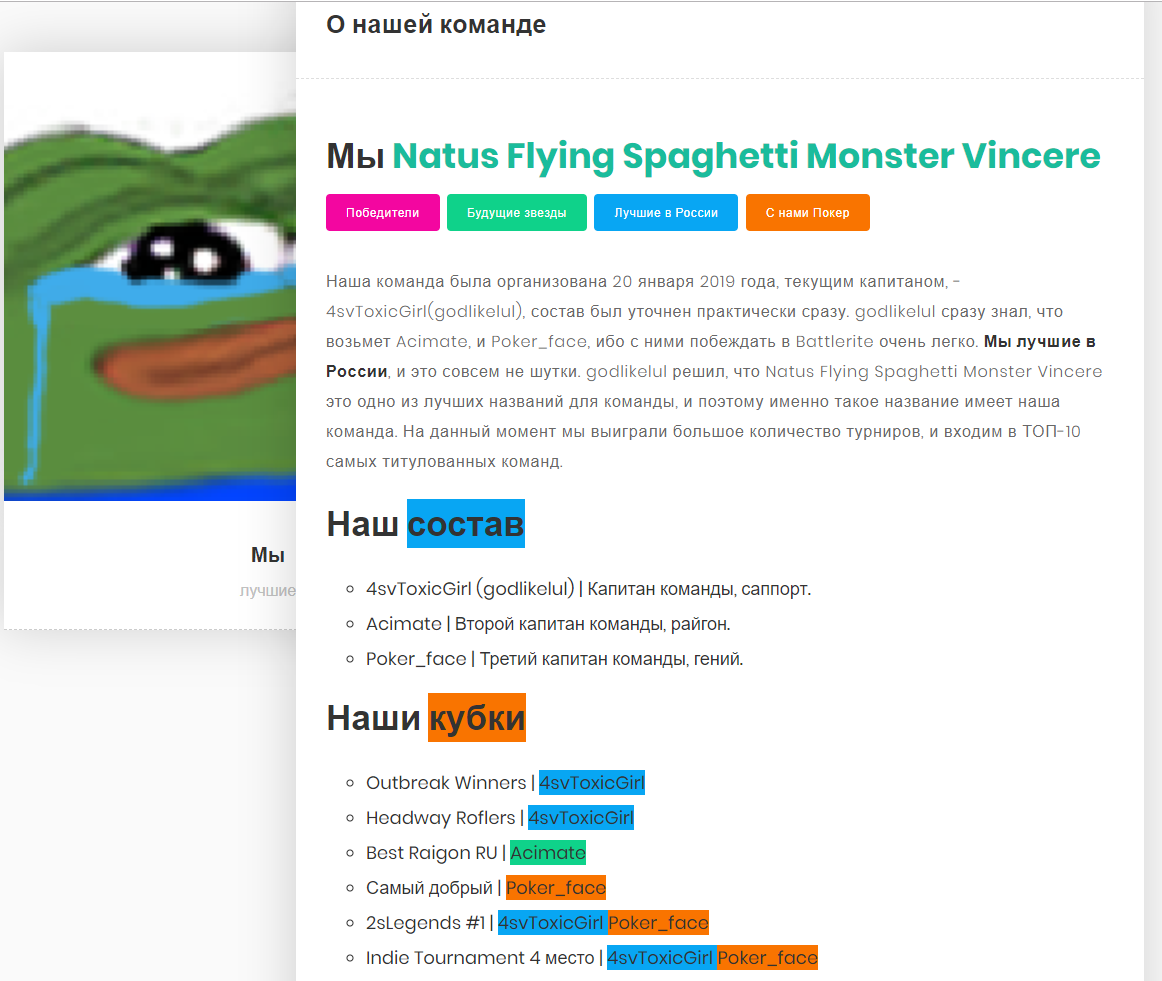 О нашей команде
Мы Natus Flying Spaghetti Monster Vincere
Победители Будущие звезды Лучшие в России С нами Покер
Наша команда была организована 20 января 2019 года, текущим капитаном, -
4svToxicGirl(godlikelul), состав был уточнен практически сразу. godlikelul сразу знал, что
возьмет Acimate, и Poker_face, ибо с ними побеждать в Battlerite очень легко. Мы лучшие в
России, и это совсем не шутки. godlikelul решил, что Natus Flying Spaghetti Monster Vincere
это одно из лучших названий для команды, и поэтому именно такое название имеет наша
команда. На данный момент мы выиграли большое количество турниров, и входим в ТОП-10
самых титулованных команд.
Наш состав
4svToxicGirl (godlikelul) | Капитан команды, саппорт.
Acimate | Второй капитан команды, райгон.
Poker_face | Третий капитан команды, гений.
Наши кубки
Outbreak Winners | 4svToxicGirl
Headway Roflers | 4svToxicGirl
Best Raigon RU | Acimate
Самый добрый | Poker_face
2sLegends #1 | 4svToxicGirl Poker_face
Indie Tournament 4 место | 4svToxicGirl Poker_face
Мы
лучшие